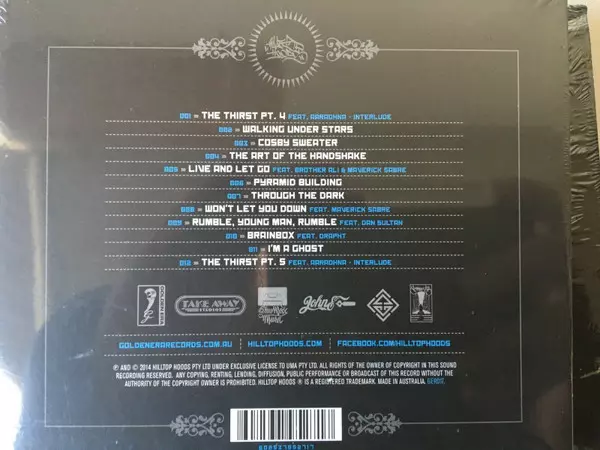 001 = THE THIRST PT. 4 FEAT. AARADHNA - INTERLUDE
002 = WALKING UNDER STARS
003 = COSBY SWEATER
004 = THE ART OF THE HANDSHAKE
005 = LIVE AND LET GO FEAT. BROTHER ALI & MAVERICK SABRE
006 = PYRAMID BUILDING
007 = THROUGH THE DARK
008 = WON'T LET YOU DOWN FEAT. MAVERICK SABRE
009 = RUMBLE, YOUNG MAN, RUMBLE FEAT. DAN SULTAN
010 = BRAINBOX FEAT. DRAPHT
011 = I'M A GHOST
012 = THE THIRST PT. 5 FEAT. AARADHNA - INTERLUDE
TAKE AWAY
STUDIOS
John S
GOLDENERARECORDS.COM.AU | HILLTOPHOODS.COM | FACEBOOK.COM/HILLTOPHOODS
℗ AND © 2014 HILLTOP HOODS PTY LTD UNDER EXCLUSIVE LICENSE TO UMA PTY LTD. ALL RIGHTS OF THE OWNER OF COPYRIGHT IN THIS SOUND
RECORDING RESERVED. ANY COPYING, RENTING, LENDING, DIFFUSION, PUBLIC PERFORMANCE OR BROADCAST OF THIS RECORD WITHOUT THE
AUTHORITY OF THE COPYRIGHT OWNER IS PROHIBITED. HILLTOP HOODS ® IS A REGISTERED TRADEMARK. MADE IN AUSTRALIA.